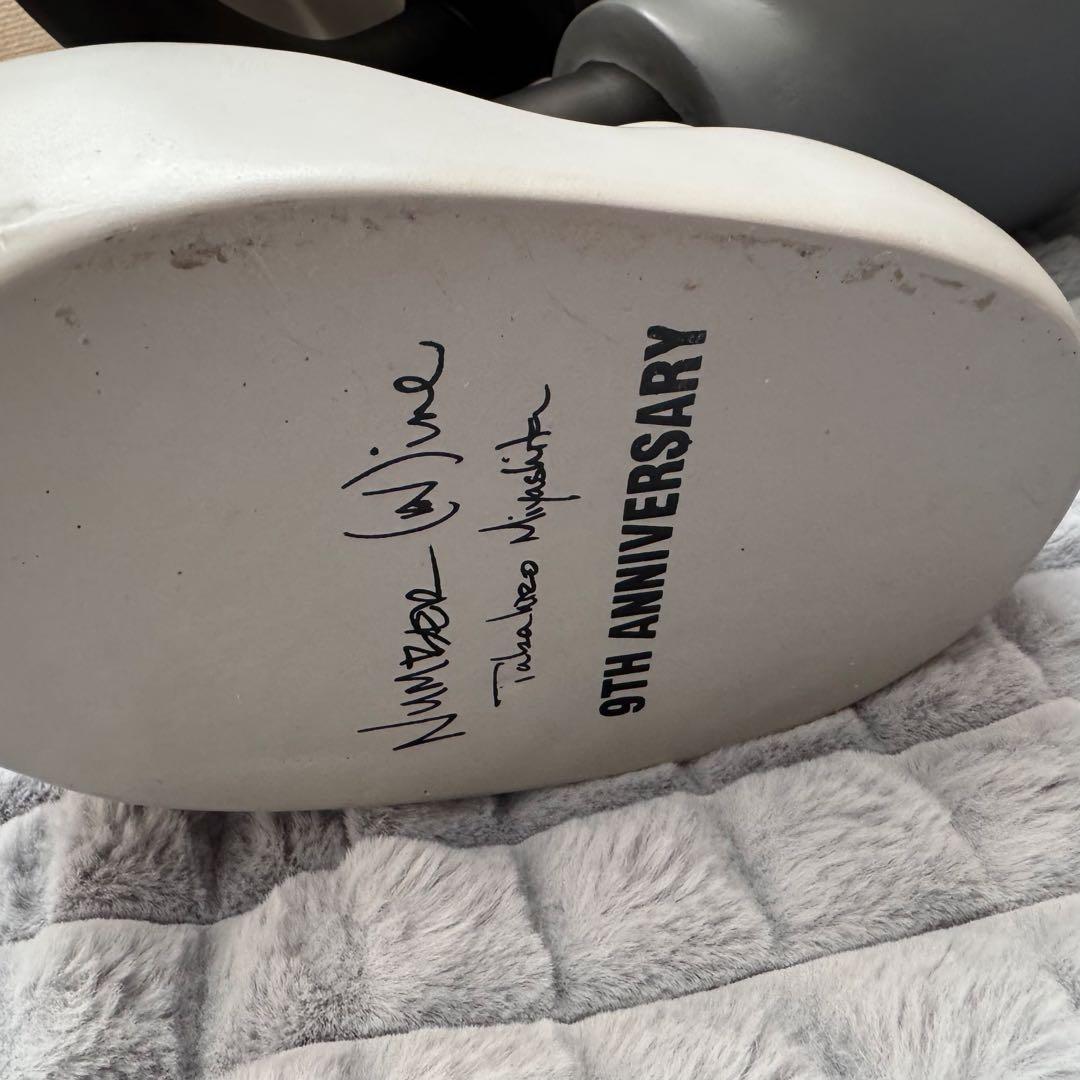 NUMBER (N)ine
Takahiro Miyashita
9TH ANNIVERSARY